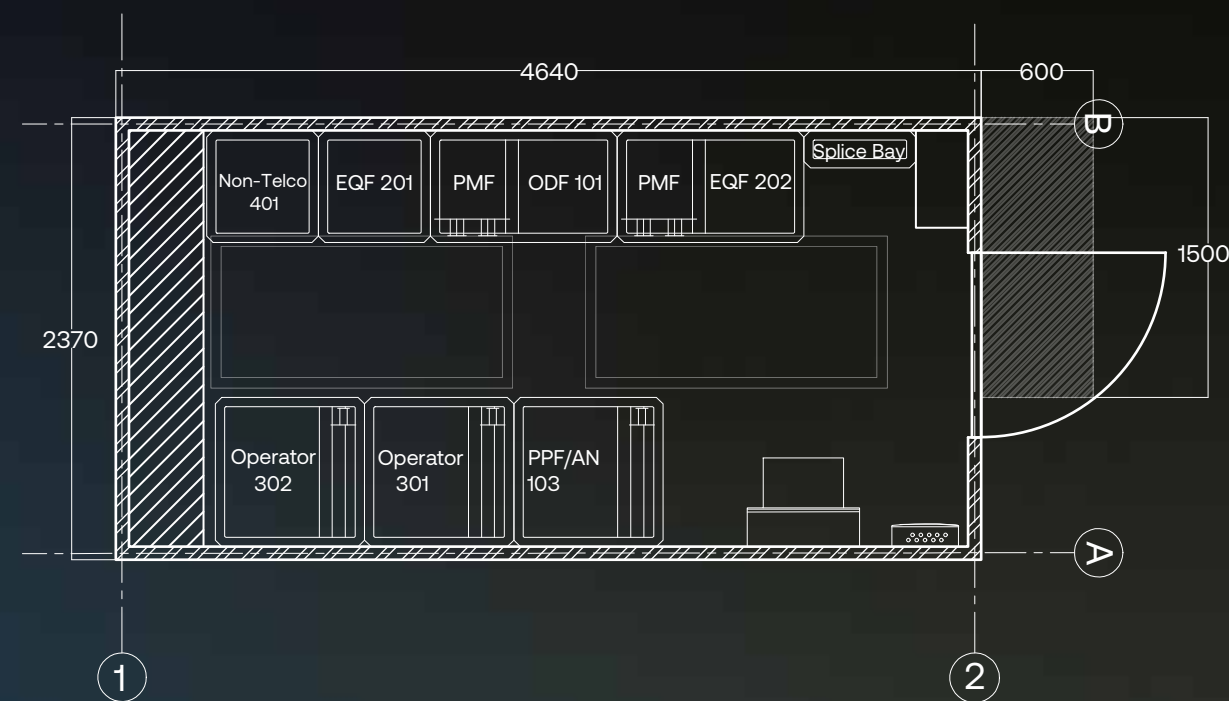 4640
600
B
Splice Bay
Non-Telco
401
EQF 201
PMF
ODF 101
PMF
EQF 202
1500
2370
Operator
302
Operator
301
PPF/AN
103
A
1
2